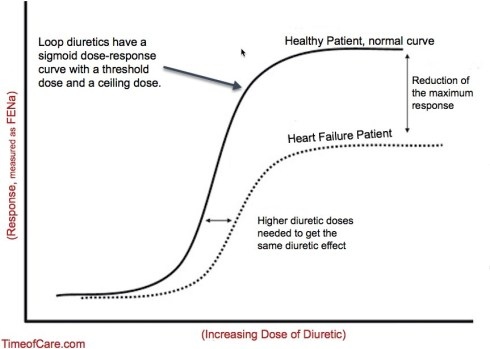 Loop diuretics have a
sigmoid dose-response
curve with a threshold
dose and a ceiling dose.
Healthy Patient, normal curve
Reduction of
the maximum
response
Heart Failure Patient
Higher diuretic doses
needed to get the
same diuretic effect
(Response, measured as FENa)
(Increasing Dose of Diuretic)
TimeofCare.com